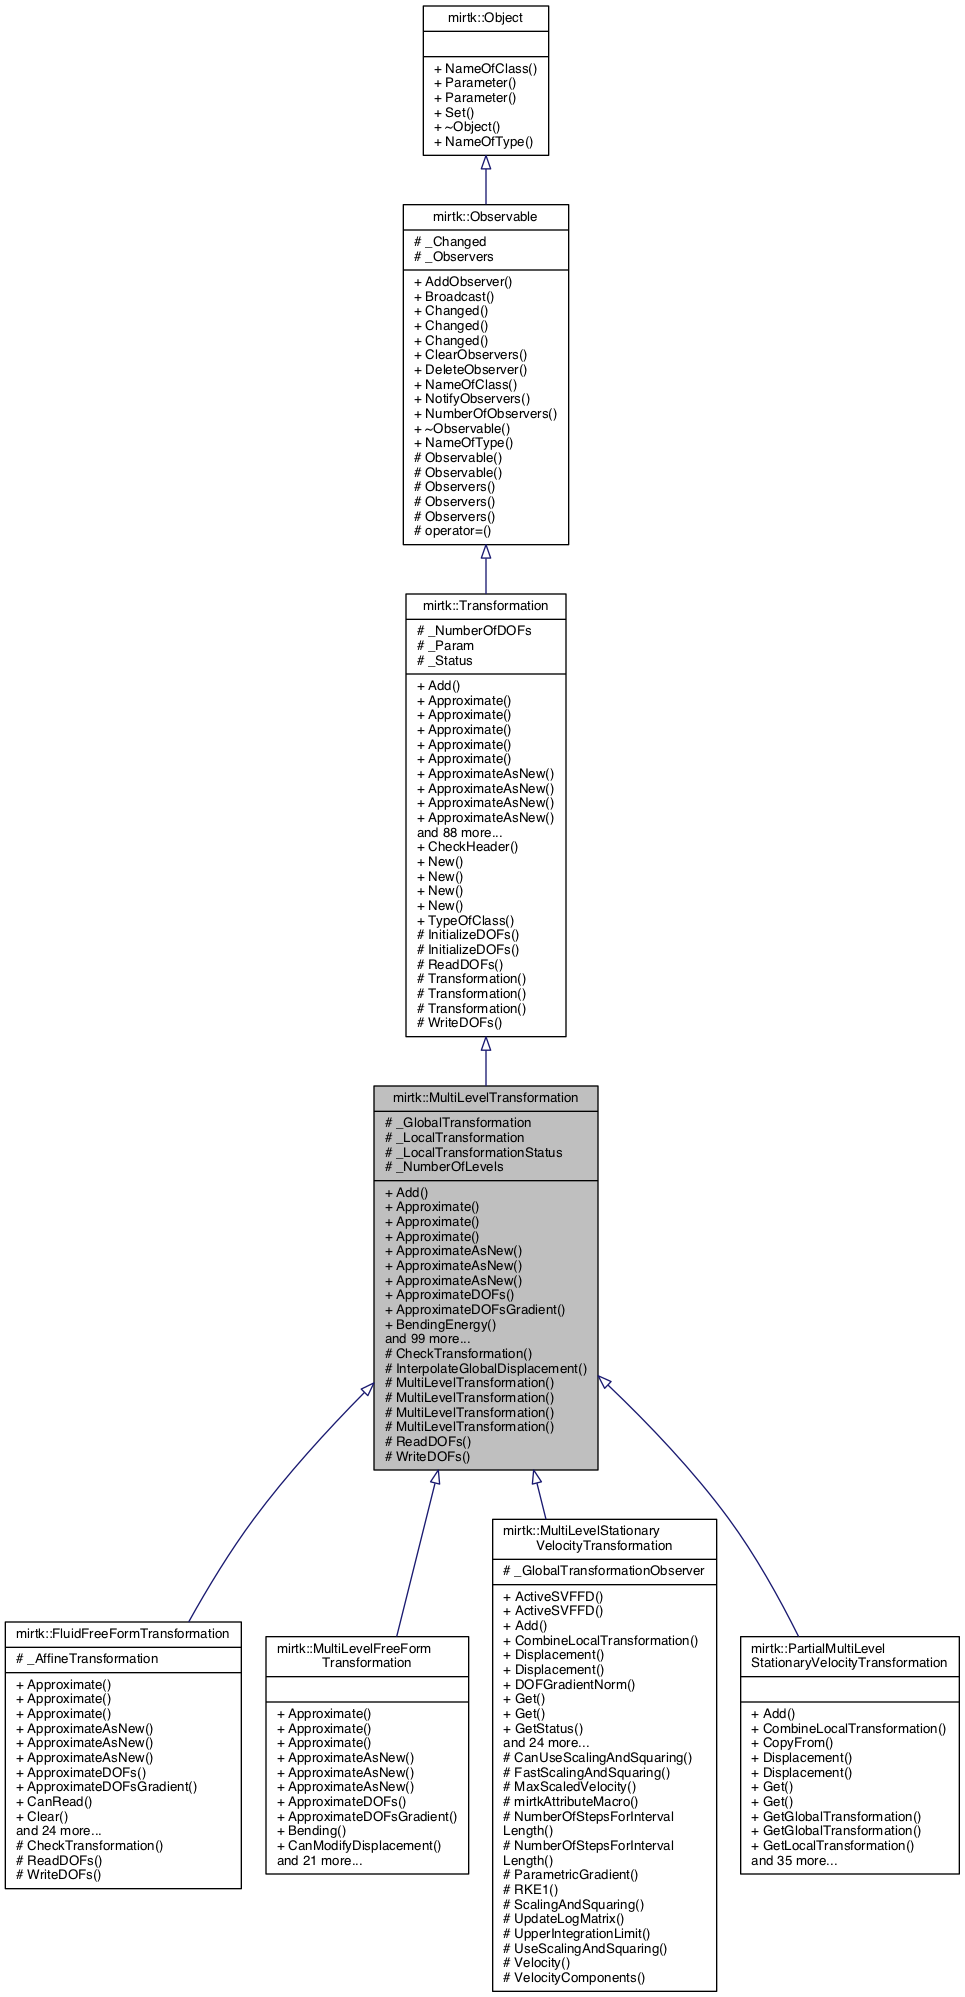 mirtk::Object
+ NameOfClass()
+ Parameter()
+ Parameter()
+ Set()
+ ~Object()
+ NameOfType()
mirtk::Observable
# _Changed
# _Observers
+ AddObserver()
+ Broadcast()
+ Changed()
+ Changed()
+ Changed()
+ ClearObservers()
+ DeleteObserver()
+ NameOfClass()
+ NotifyObservers()
+ NumberOfObservers()
+ ~Observable()
+ NameOfType()
# Observable()
# Observable()
# Observers()
# Observers()
# Observers()
# operator=()
mirtk::Transformation
# _NumberOfDOFs
# _Param
# _Status
+ Add()
+ Approximate()
+ Approximate()
+ Approximate()
+ Approximate()
+ Approximate()
+ ApproximateAsNew()
+ ApproximateAsNew()
+ ApproximateAsNew()
+ ApproximateAsNew()
and 88 more...
+ CheckHeader()
+ New()
+ New()
+ New()
+ New()
+ TypeOfClass()
# InitializeDOFs()
# InitializeDOFs()
# ReadDOFs()
# Transformation()
# Transformation()
# Transformation()
# WriteDOFs()
mirtk::MultiLevelTransformation
# _GlobalTransformation
# _LocalTransformation
# _LocalTransformationStatus
# _NumberOfLevels
+ Add()
+ Approximate()
+ Approximate()
+ Approximate()
+ ApproximateAsNew()
+ ApproximateAsNew()
+ ApproximateAsNew()
+ ApproximateDOFs()
+ ApproximateDOFsGradient()
+ BendingEnergy()
and 99 more...
# CheckTransformation()
# InterpolateGlobalDisplacement()
# MultiLevelTransformation()
# MultiLevelTransformation()
# MultiLevelTransformation()
# MultiLevelTransformation()
# ReadDOFs()
# WriteDOFs()
mirtk::FluidFreeFormTransformation
# _AffineTransformation
+ Approximate()
+ Approximate()
+ Approximate()
+ ApproximateAsNew()
+ ApproximateAsNew()
+ ApproximateAsNew()
+ ApproximateDOFs()
+ ApproximateDOFsGradient()
+ CanRead()
+ Clear()
and 24 more...
# CheckTransformation()
# ReadDOFs()
# WriteDOFs()
mirtk::MultiLevelFreeForm
Transformation
+ Approximate()
+ Approximate()
+ Approximate()
+ ApproximateAsNew()
+ ApproximateAsNew()
+ ApproximateAsNew()
+ ApproximateDOFs()
+ ApproximateDOFsGradient()
+ Bending()
+ CanModifyDisplacement()
and 21 more...
mirtk::MultiLevelStationary
VelocityTransformation
# _GlobalTransformationObserver
+ ActiveSVFFD()
+ ActiveSVFFD()
+ Add()
+ CombineLocalTransformation()
+ Displacement()
+ Displacement()
+ DOFGradientNorm()
+ Get()
+ Get()
+ GetStatus()
and 24 more...
# CanUseScalingAndSquaring()
# FastScalingAndSquaring()
# MaxScaledVelocity()
# mirtkAttributeMacro()
# NumberOfStepsForInterval
Length()
# NumberOfStepsForInterval
Length()
# ParametricGradient()
# RKE1()
# ScalingAndSquaring()
# UpdateLogMatrix()
# UpperIntegrationLimit()
# UseScalingAndSquaring()
# Velocity()
# VelocityComponents()
mirtk::PartialMultiLevel
StationaryVelocityTransformation
+ Add()
+ CombineLocalTransformation()
+ CopyFrom()
+ Displacement()
+ Displacement()
+ Get()
+ Get()
+ GetGlobalTransformation()
+ GetGlobalTransformation()
+ GetLocalTransformation()
and 35 more...